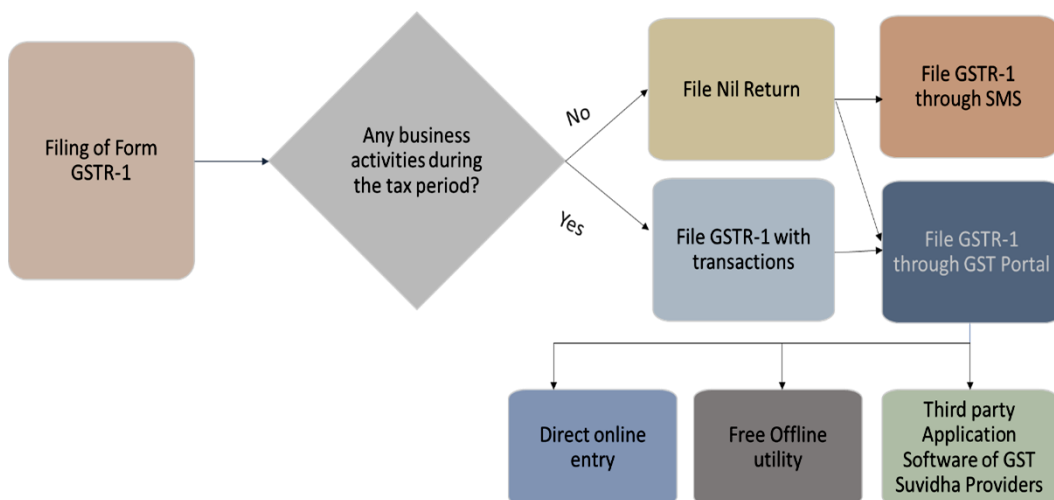 Filing of Form
GSTR-1
Any business
activities during
the tax period?
No
Yes
File Nil Return
File GSTR-1
through SMS
File GSTR-1 with
transactions
File GSTR-1
through GST Portal
Direct online
entry
Free Offline
utility
Third party
Application
Software of GST
Suvidha Providers